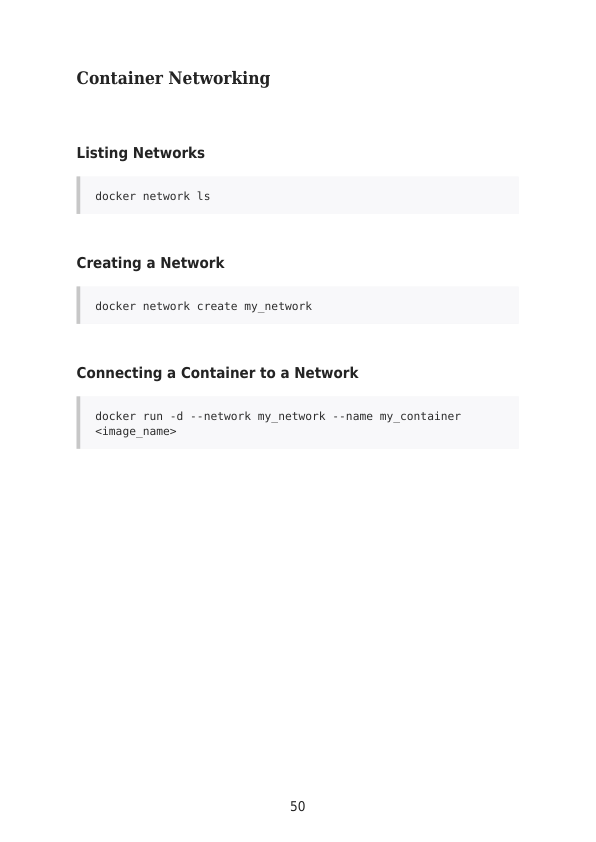 Container Networking
Listing Networks
docker network ls
Creating a Network
docker network create my_network
Connecting a Container to a Network
docker run -d --network my_network --name my_container
<image_name>
50